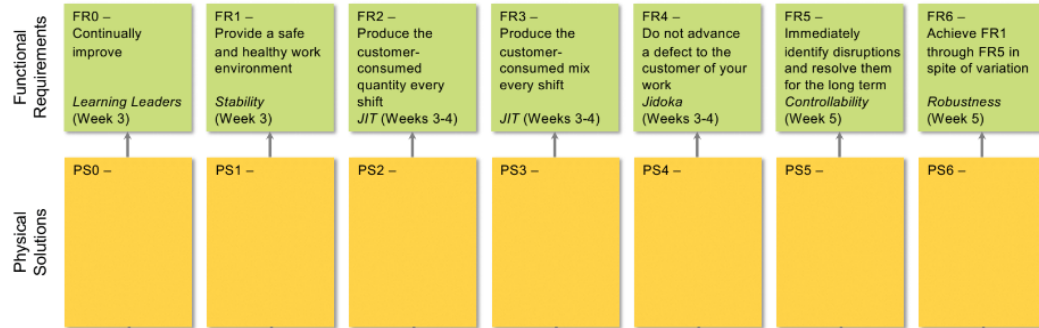 Functional
Requirements
FR0 –
Continually
improve
Learning Leaders
(Week 3)
FR1 –
Provide a safe
and healthy work
environment
Stability
(Week 3)
FR2 –
Produce the
customer-
consumed
quantity every
shift
JIT (Weeks 3-4)
FR3 –
Produce the
customer-
consumed mix
every shift
JIT (Weeks 3-4)
FR4 –
Do not advance
a defect to the
customer of your
work
Jidoka
(Weeks 3-4)
FR5 –
Immediately
identify disruptions
and resolve them
for the long term
Controllability
(Week 5)
FR6 –
Achieve FR1
through FR5 in
spite of variation
Robustness
(Week 5)
Physical
Solutions
PS0 –
PS1 –
PS2 –
PS3 –
PS4 –
PS5 –
PS6 –